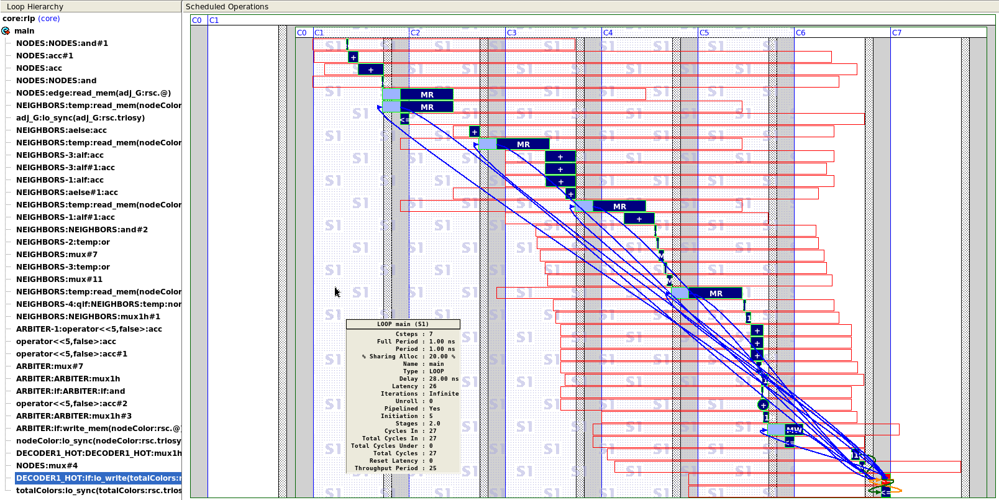 Loop Hierarchy
Scheduled Operations
core:rlp (core)
main
NODES:NODES:and#1
NODES:acc#1
NODES:acc
NODES:NODES:and
NODES:edge:read_mem(adj_G:rsc.@)
NEIGHBORS:temp:read_mem(nodeColor
adj_G:io_sync(adj_G:rsc.triosy)
NEIGHBORS:aelse:acc
NEIGHBORS:temp:read_mem(nodeColor
NEIGHBORS-3:aif:acc
NEIGHBORS-3:aif#1:acc
NEIGHBORS-1:aif:acc
NEIGHBORS:aelse#1:acc
NEIGHBORS:temp:read_mem(nodeColor
NEIGHBORS-1:aif#1:acc
NEIGHBORS:NEIGHBORS:and#2
NEIGHBORS-2:temp:or
NEIGHBORS:mux#7
NEIGHBORS-3:temp:or
NEIGHBORS:mux#11
NEIGHBORS:temp:read_mem(nodeColor
NEIGHBORS-4:qif:NEIGHBORS:temp:nor
NEIGHBORS:NEIGHBORS:mux1h#1
ARBITER-1:operator<<5,false>:acc
operator<<5,false>:acc
operator<<5,false>:acc#1
ARBITER:mux#7
ARBITER:ARBITER:mux1h
ARBITER:if:ARBITER:if:and
operator<<5,false>:acc#2
ARBITER:ARBITER:mux1h#3
ARBITER:if:write_mem(nodeColor:rsc.@)
nodeColor:io_sync(nodeColor:rsc.triosy
DECODER1_HOT:DECODER1_HOT:mux1h
NODES:mux#4
DECODER1_HOT:if:io_write(totalColors:r
totalColors:io_sync(totalColors:rsc.trios
C0 C1
C0 C1 C2 C3 C4 C5 C6 C7
+
+
MR
MR
<=
+
MR
+
+
+
+
MR
+
MR
1
+
+
+
+
1
MW
<=
1
<=
LOOP main (S1)
Csteps : 7
Full Period : 1.00 ns
Period : 1.00 ns
% Sharing Alloc : 20.00 %
Name : main
Type : LOOP
Delay : 28.00 ns
Latency : 26
Iterations : Infinite
Unroll : 0
Pipelined : Yes
Initiation : 5
Stages : 2.0
Cycles In : 27
Total Cycles In : 27
Total Cycles Under : 0
Total Cycles : 27
Reset Latency : 0
Throughput Period : 25